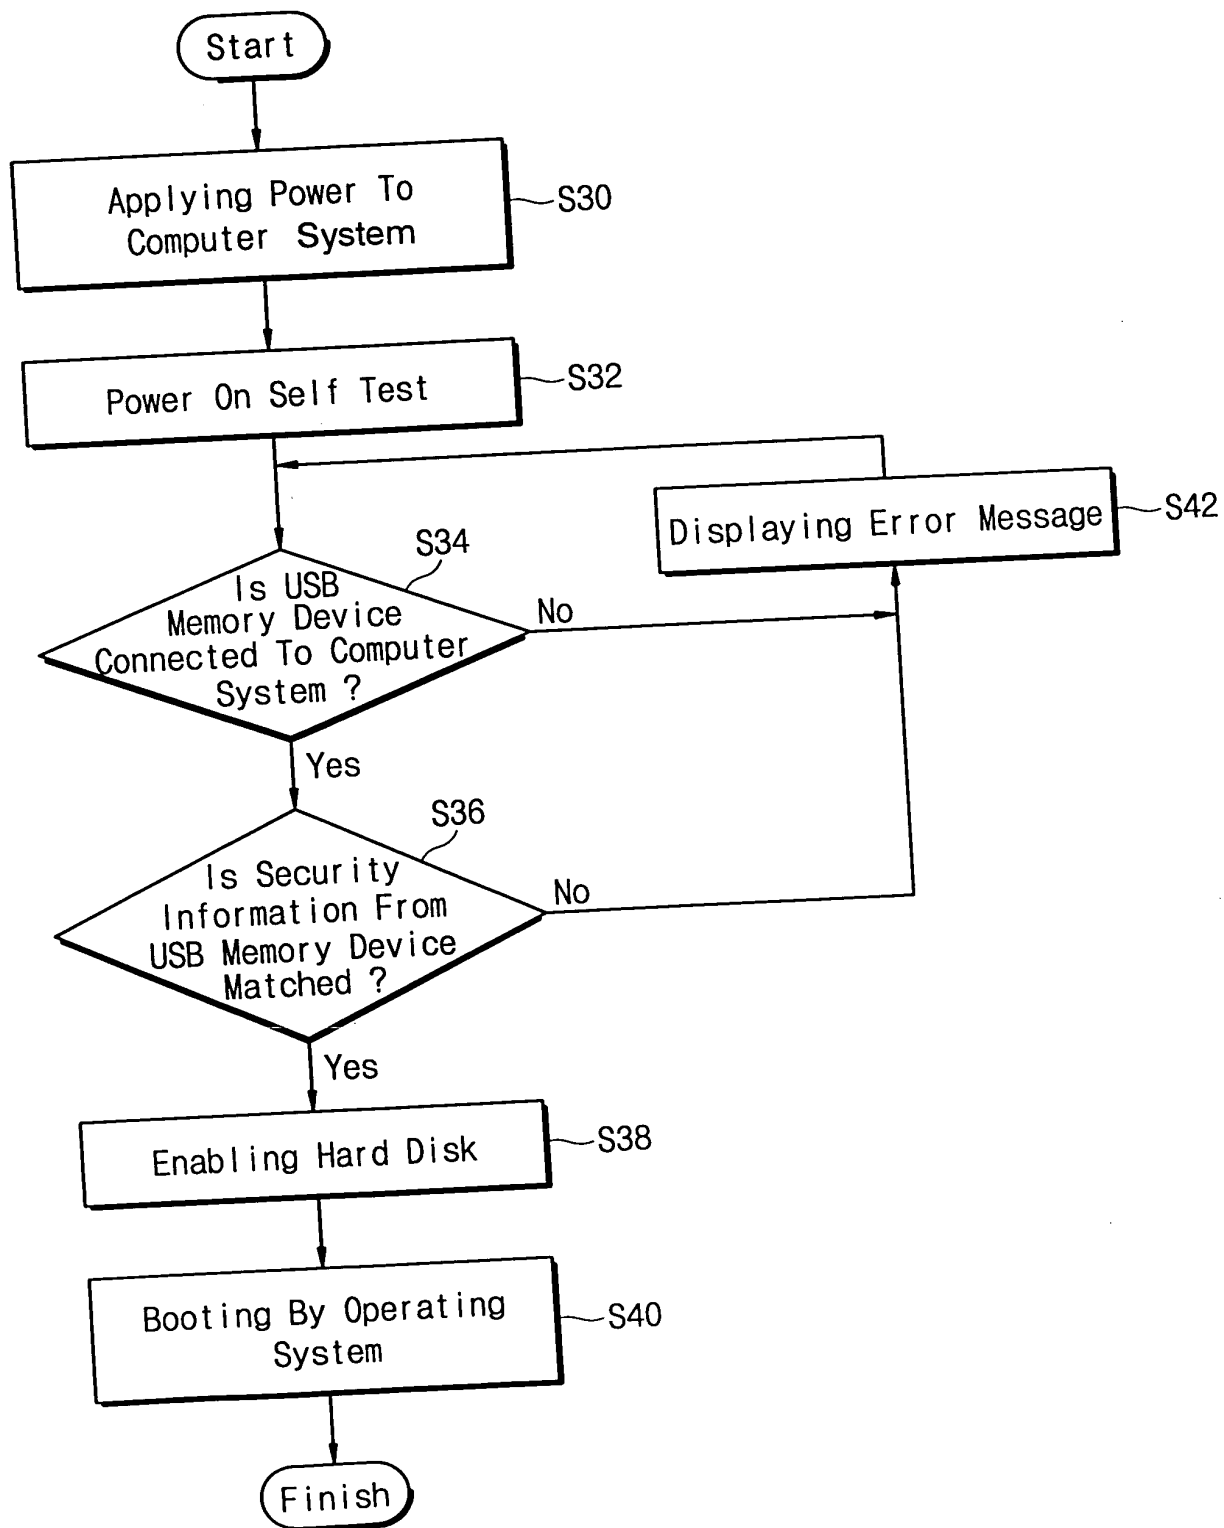 Start
Applying Power To
Computer System
S30
Power On Self Test
S32
Displaying Error Message
S42
S34
Is USB
Memory Device
Connected To Computer
System ?
No
Yes
S36
Is Security
Information From
USB Memory Device
Matched ?
No
Yes
Enabling Hard Disk
S38
Booting By Operating
System
S40
Finish